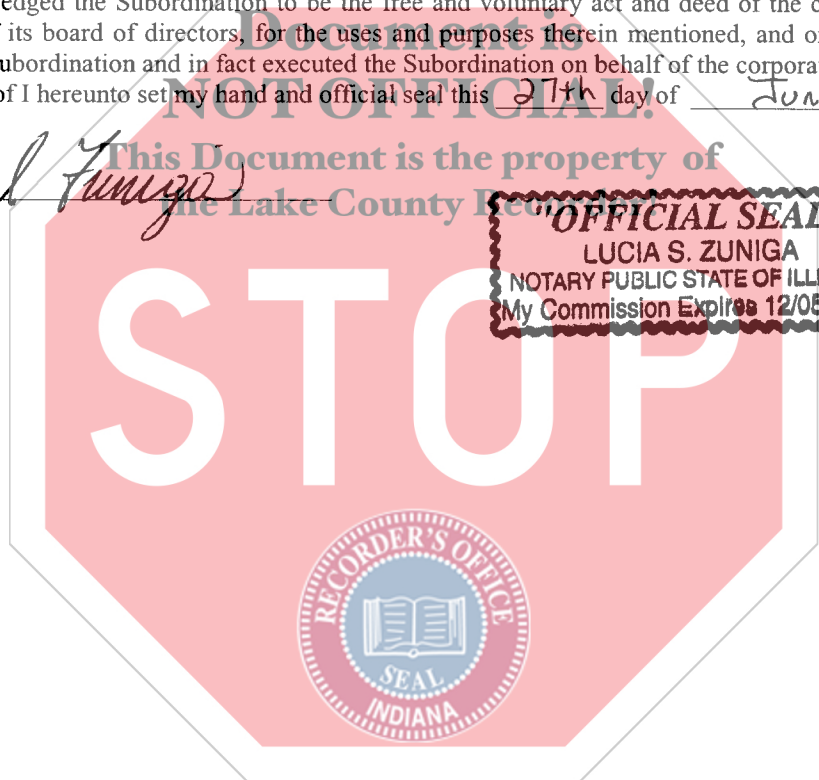 edged the Subordination to be the free and voluntary act and deed of the c
f its board of directors, for the uses and purposes therein mentioned, and o
ubordination and in fact executed the Subordination on behalf of the corporat
of I hereunto set my hand and official seal this 27th day of Jun
Document is
NOT OFFICIAL!
This Document is the property of
the Lake County Recorder!
Zuniga
"OFFICIAL SEAL
LUCIA S. ZUNIGA
NOTARY PUBLIC STATE OF ILL
My Commission Expires 12/05
STOP
RECORDER'S OFFICE
SEAL
INDIANA